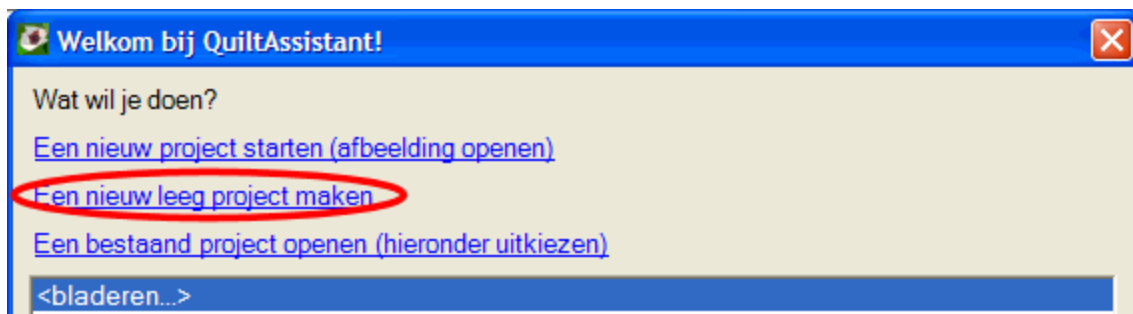 Welkom bij QuiltAssistant!
Wat wil je doen?
Een nieuw project starten (afbeelding openen)
Een nieuw leeg project maken
Een bestaand project openen (hieronder uitkiezen)
<bladeren...>